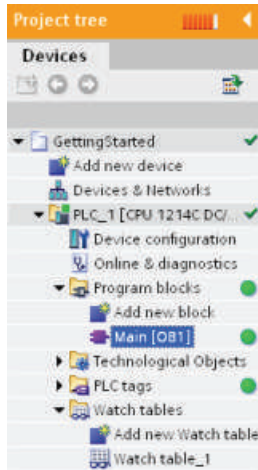 Project tree
Devices
GettingStarted
Add new device
Devices & Networks
PLC_1 [CPU 1214C DC/...
Device configuration
Online & diagnostics
Program blocks
Add new block
Main [OB1]
Technological Objects
PLC tags
Watch tables
Add new Watch table
Watch table_1